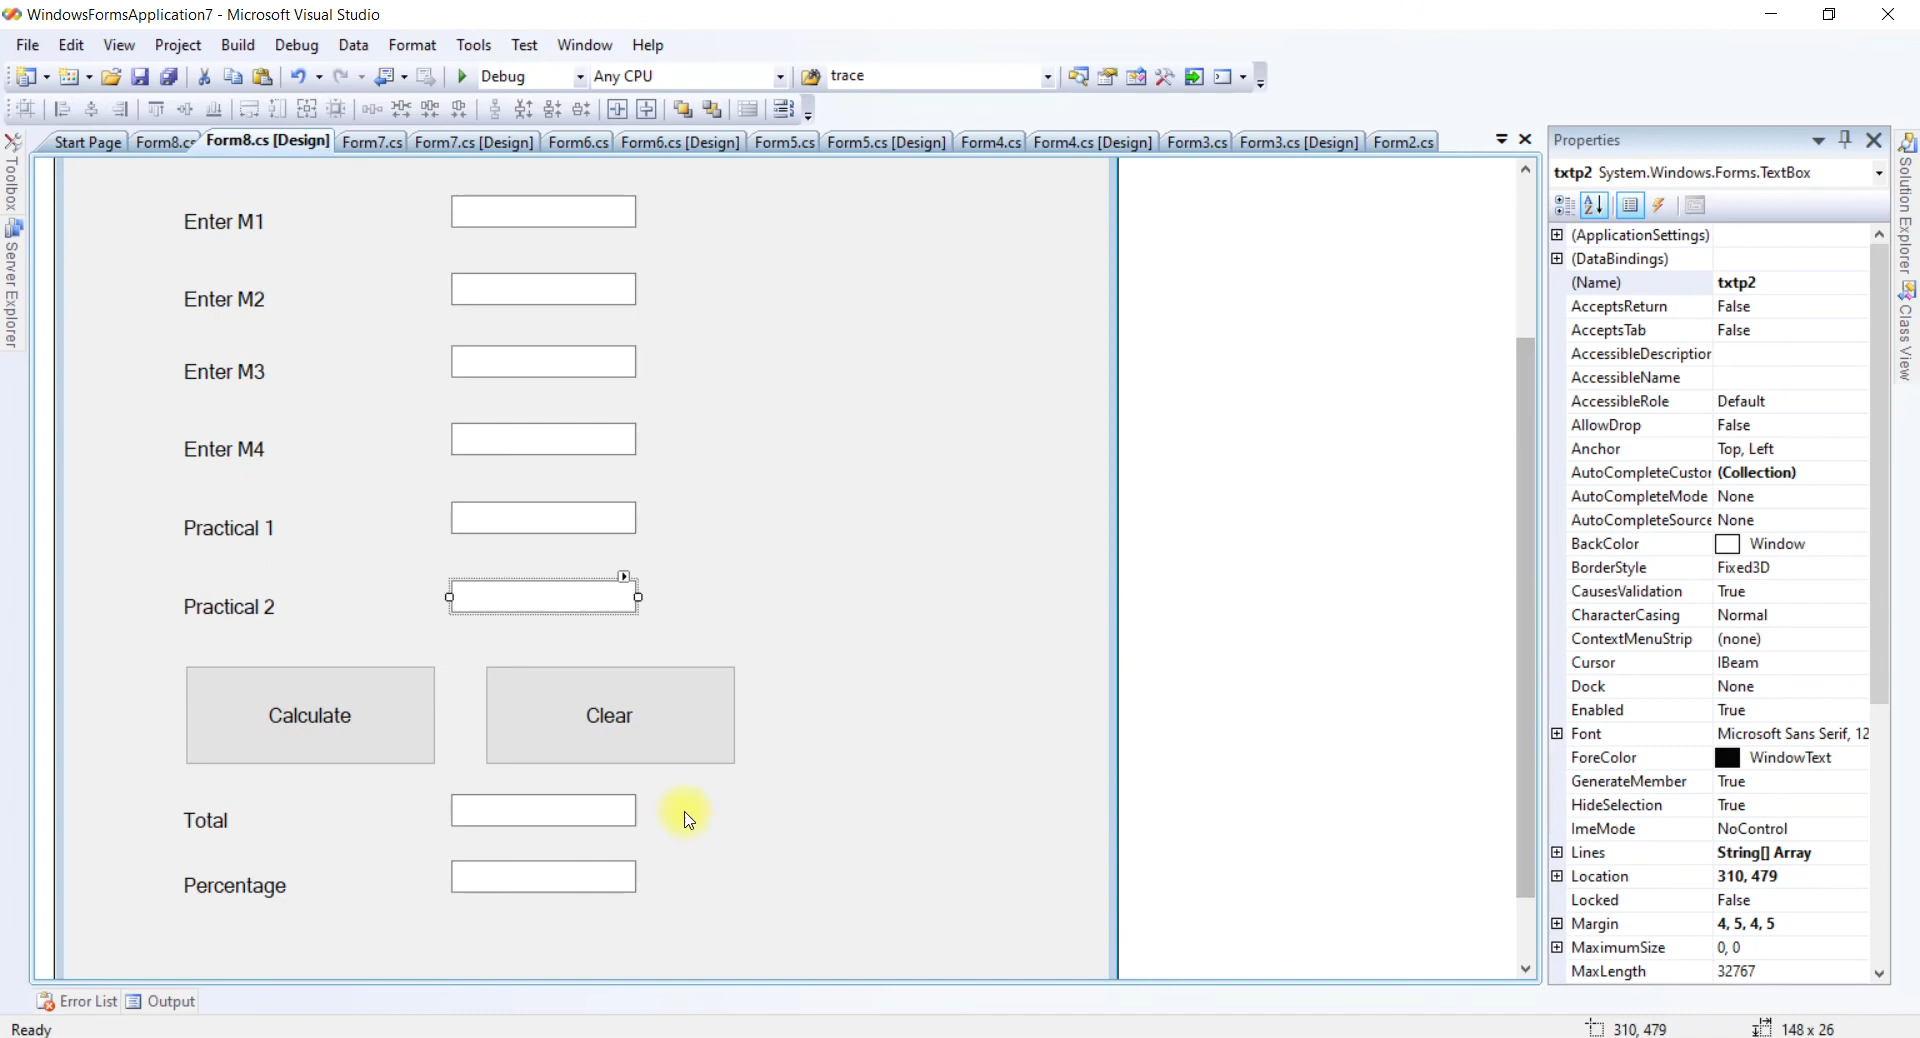 WindowsFormsApplication7 - Microsoft Visual Studio
File Edit View Project Build Debug Data Format Tools Test Window Help
Debug Any CPU trace
Start Page Form8.cs Form8.cs [Design] Form7.cs Form7.cs [Design] Form6.cs Form6.cs [Design] Form5.cs Form5.cs [Design] Form4.cs Form4.cs [Design] Form3.cs Form3.cs [Design] Form2.cs
Toolbox
Server Explorer
Enter M1
Enter M2
Enter M3
Enter M4
Practical 1
Practical 2
Calculate Clear
Total
Percentage
Properties
txtp2 System.Windows.Forms.TextBox
(ApplicationSettings)
(DataBindings)
(Name) txtp2
AcceptsReturn False
AcceptsTab False
AccessibleDescription
AccessibleName
AccessibleRole Default
AllowDrop False
Anchor Top, Left
AutoCompleteCustor (Collection)
AutoCompleteMode None
AutoCompleteSource None
BackColor Window
BorderStyle Fixed3D
CausesValidation True
CharacterCasing Normal
ContextMenuStrip (none)
Cursor IBeam
Dock None
Enabled True
Font Microsoft Sans Serif, 12
ForeColor WindowText
GenerateMember True
HideSelection True
ImeMode NoControl
Lines String[] Array
Location 310, 479
Locked False
Margin 4, 5, 4, 5
MaximumSize 0, 0
MaxLength 32767
Solution Explorer
Class View
Error List Output
Ready 310, 479 148 x 26